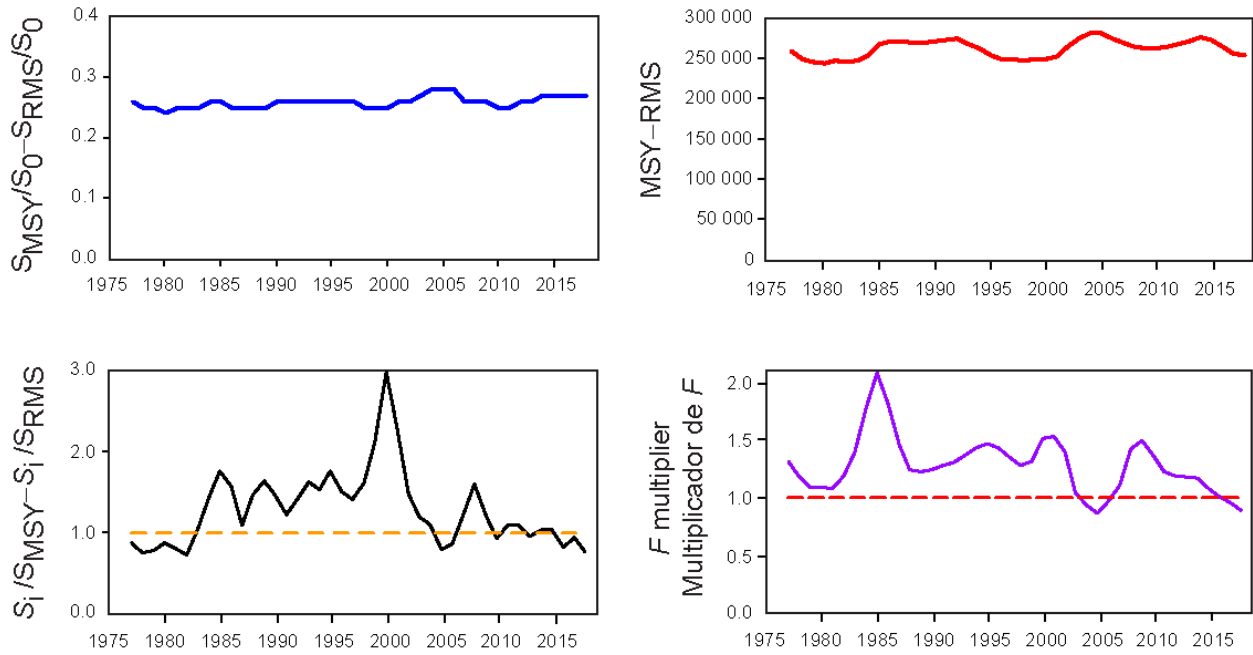 SMSY/S0–SRMS/S0
0.4
0.3
0.2
0.1
0.0
1975 1980 1985 1990 1995 2000 2005 2010 2015
MSY–RMS
300 000
250 000
200 000
150 000
100 000
50 000
0
1975 1980 1985 1990 1995 2000 2005 2010 2015
Si /SMSY–Si /SRMS
3.0
2.0
1.0
0.0
1975 1980 1985 1990 1995 2000 2005 2010 2015
F multiplier
Multiplicador de F
2.0
1.5
1.0
0.5
0.0
1975 1980 1985 1990 1995 2000 2005 2010 2015